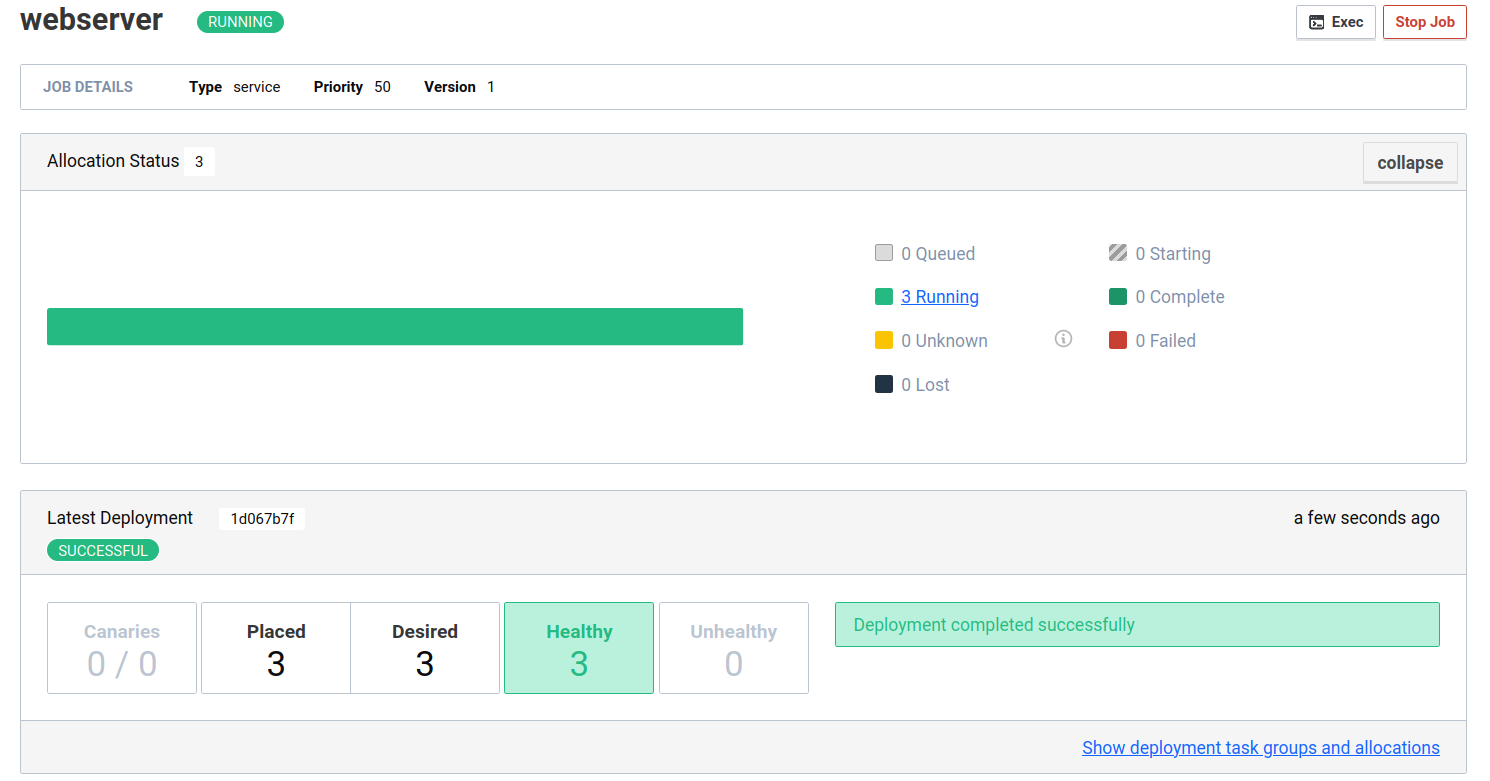 webserver RUNNING Exec Stop Job
JOB DETAILS Type service Priority 50 Version 1
Allocation Status 3 collapse
0 Queued 0 Starting
3 Running 0 Complete
0 Unknown 0 Failed
0 Lost
Latest Deployment 1d067b7f a few seconds ago
SUCCESSFUL
Canaries Placed Desired Healthy Unhealthy Deployment completed successfully
0 / 0 3 3 3 0
Show deployment task groups and allocations